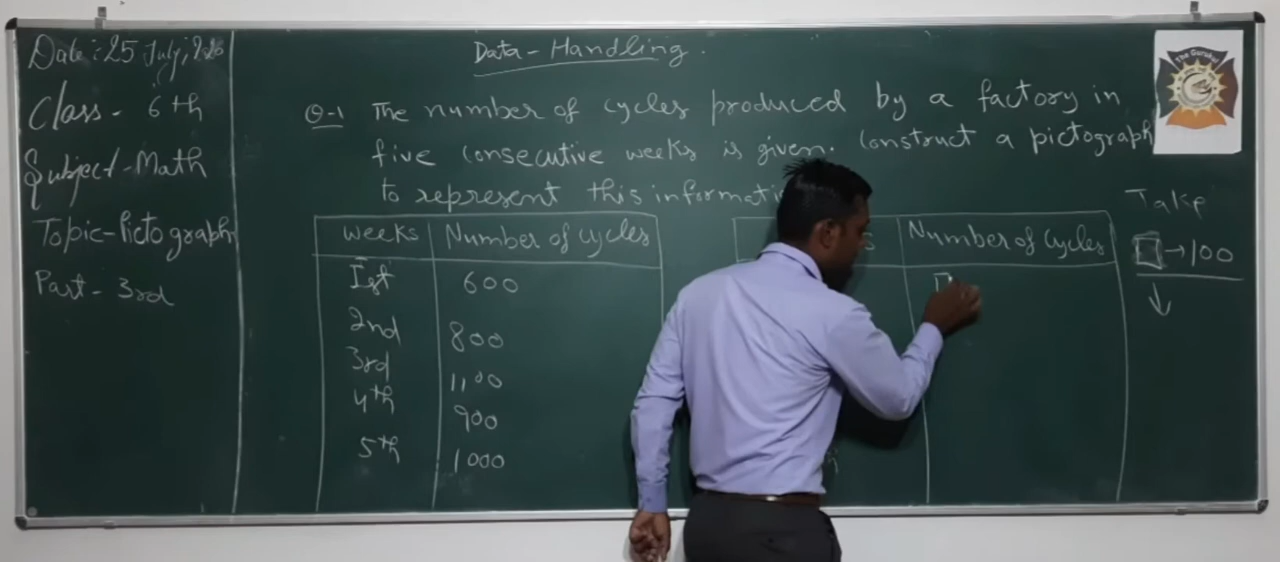 Date: 25 July, 2020
Class - 6th
Subject - Math
Topic - Pictograph
Part - 3rd
Data - Handling.
Q-1 The number of cycles produced by a factory in
five consecutive weeks is given. Construct a pictograph
to represent this
weeks Number of cycles
Ist 600
2nd 800
3rd 1100
4th 900
5th 1000
Number of cycles
Take
□ → 100
↓
The Gurukul